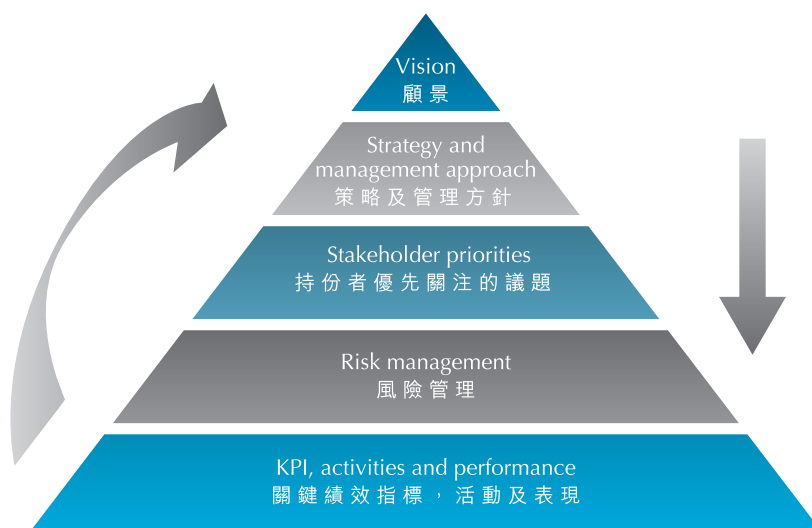 Vision
顧景
Strategy and
management approach
策略及管理方針
Stakeholder priorities
持份者優先關注的議題
Risk management
風險管理
KPI, activities and performance
關鍵績效指標，活動及表現